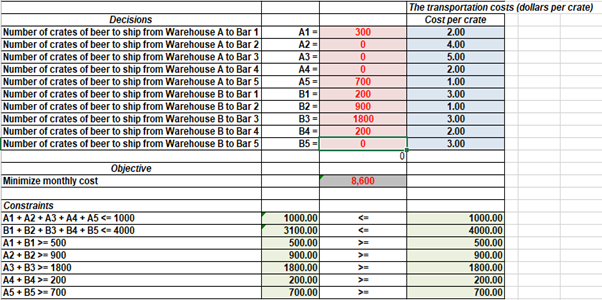 The transportation costs (dollars per crate)
Decisions Cost per crate
Number of crates of beer to ship from Warehouse A to Bar 1 A1 = 300 2.00
Number of crates of beer to ship from Warehouse A to Bar 2 A2 = 0 4.00
Number of crates of beer to ship from Warehouse A to Bar 3 A3 = 0 5.00
Number of crates of beer to ship from Warehouse A to Bar 4 A4 = 0 2.00
Number of crates of beer to ship from Warehouse A to Bar 5 A5 = 700 1.00
Number of crates of beer to ship from Warehouse B to Bar 1 B1 = 200 3.00
Number of crates of beer to ship from Warehouse B to Bar 2 B2 = 900 1.00
Number of crates of beer to ship from Warehouse B to Bar 3 B3 = 1800 3.00
Number of crates of beer to ship from Warehouse B to Bar 4 B4 = 200 2.00
Number of crates of beer to ship from Warehouse B to Bar 5 B5 = 0 3.00
0
Objective
Minimize monthly cost 8,600
Constraints
A1 + A2 + A3 + A4 + A5 <= 1000 1000.00 <= 1000.00
B1 + B2 + B3 + B4 + B5 <= 4000 3100.00 <= 4000.00
A1 + B1 >= 500 500.00 >= 500.00
A2 + B2 >= 900 900.00 >= 900.00
A3 + B3 >= 1800 1800.00 >= 1800.00
A4 + B4 >= 200 200.00 >= 200.00
A5 + B5 >= 700 700.00 >= 700.00